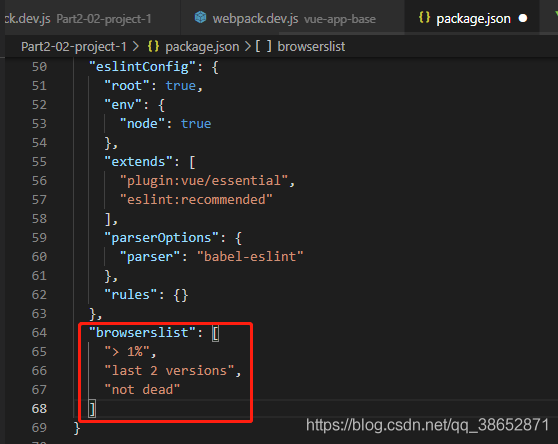 ck.dev.js Part2-02-project-1 webpack.dev.js vue-app-base {} package.json
Part2-02-project-1 > {} package.json > [ ] browserslist
50 "eslintConfig": {
51 "root": true,
52 "env": {
53 "node": true
54 },
55 "extends": [
56 "plugin:vue/essential",
57 "eslint:recommended"
58 ],
59 "parserOptions": {
60 "parser": "babel-eslint"
61 },
62 "rules": {}
63 },
64 "browserslist": [
65 "> 1%",
66 "last 2 versions",
67 "not dead"
68 ]
69 }
https://blog.csdn.net/qq_38652871